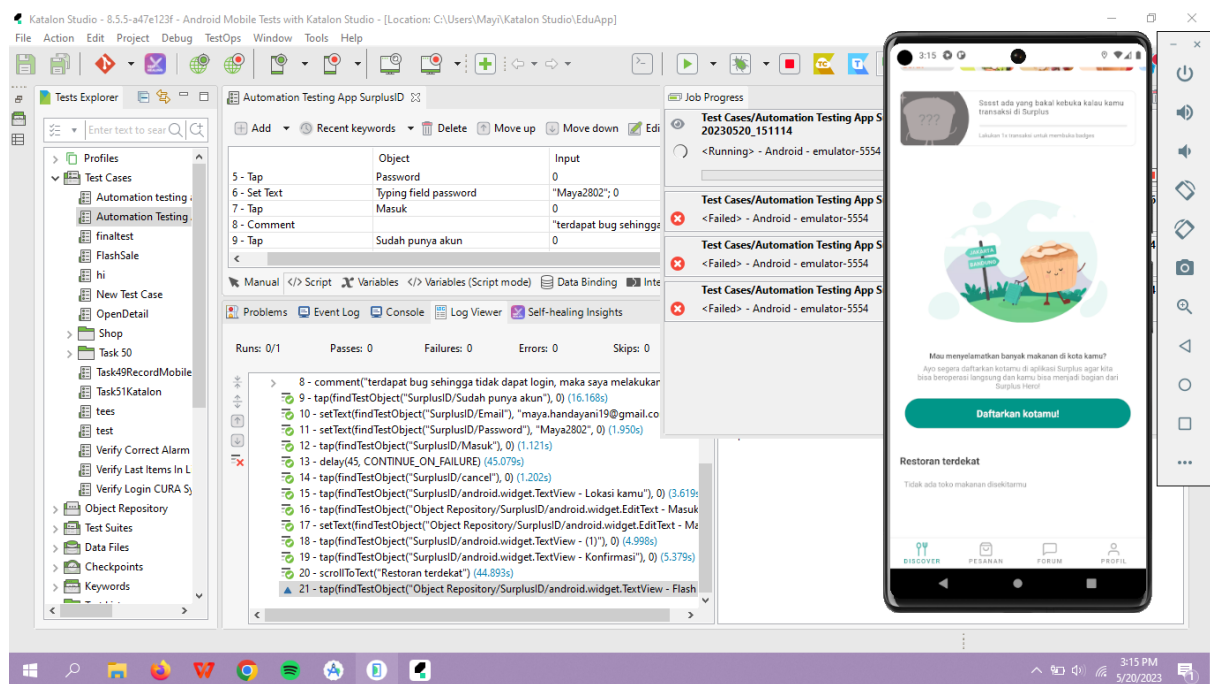 Katalon Studio - 8.5.5-a47e123f - Android Mobile Tests with Katalon Studio - [Location: C:\Users\Mayi\Katalon Studio\EduApp]
File Action Edit Project Debug TestOps Window Tools Help
Tests Explorer
Enter text to sear
Profiles
Test Cases
Automation testing
Automation Testing
finaltest
FlashSale
hi
New Test Case
OpenDetail
Shop
Task 50
Task49RecordMobile
Task51Katalon
tees
test
Verify Correct Alarm
Verify Last Items In L
Verify Login CURA Sy
Object Repository
Test Suites
Data Files
Checkpoints
Keywords
Automation Testing App SurplusID
Add Recent keywords Delete Move up Move down Edi
Object Input
5 - Tap Password 0
6 - Set Text Typing field password "Maya2802"; 0
7 - Tap Masuk 0
8 - Comment "terdapat bug sehingga
9 - Tap Sudah punya akun 0
Manual </> Script Variables </> Variables (Script mode) Data Binding Inte
Problems Event Log Console Log Viewer Self-healing Insights
Runs: 0/1 Passes: 0 Failures: 0 Errors: 0 Skips: 0
8 - comment("terdapat bug sehingga tidak dapat login, maka saya melakukan
9 - tap(findTestObject("SurplusID/Sudah punya akun"), 0) (16.168s)
10 - setText(findTestObject("SurplusID/Email"), "maya.handayani19@gmail.co
11 - setText(findTestObject("SurplusID/Password"), "Maya2802", 0) (1.950s)
12 - tap(findTestObject("SurplusID/Masuk"), 0) (1.121s)
13 - delay(45, CONTINUE_ON_FAILURE) (45.079s)
14 - tap(findTestObject("SurplusID/cancel"), 0) (1.202s)
15 - tap(findTestObject("SurplusID/android.widget.TextView - Lokasi kamu"), 0) (3.619s
16 - tap(findTestObject("Object Repository/SurplusID/android.widget.EditText - Masuk
17 - setText(findTestObject("SurplusID/android.widget.EditText - Ma
18 - tap(findTestObject("SurplusID/android.widget.TextView - (1)"), 0) (4.998s)
19 - tap(findTestObject("SurplusID/android.widget.TextView - Konfirmasi"), 0) (5.379s)
20 - scrollToText("Restoran terdekat") (44.893s)
21 - tap(findTestObject("Object Repository/SurplusID/android.widget.TextView - Flash
Job Progress
Test Cases/Automation Testing App S
20230520_151114
<Running> - Android - emulator-5554
Test Cases/Automation Testing App S
<Failed> - Android - emulator-5554
Test Cases/Automation Testing App S
<Failed> - Android - emulator-5554
Test Cases/Automation Testing App S
<Failed> - Android - emulator-5554
3:15
???
Sssst ada yang bakal kebuka kalau kamu
transaksi di Surplus
Lakukan 1x transaksi untuk membuka badges
JAKARTA
BANDUNG
Mau menyelamatkan banyak makanan di kota kamu?
Ayo segera daftarkan kotamu di aplikasi Surplus agar kita
bisa beroperasi langsung dan kamu bisa menjadi bagian dari
Surplus Hero!
Daftarkan kotamu!
Restoran terdekat
Tidak ada toko makanan disekitarmu
DISCOVER PESANAN FORUM PROFIL
3:15 PM
5/20/2023